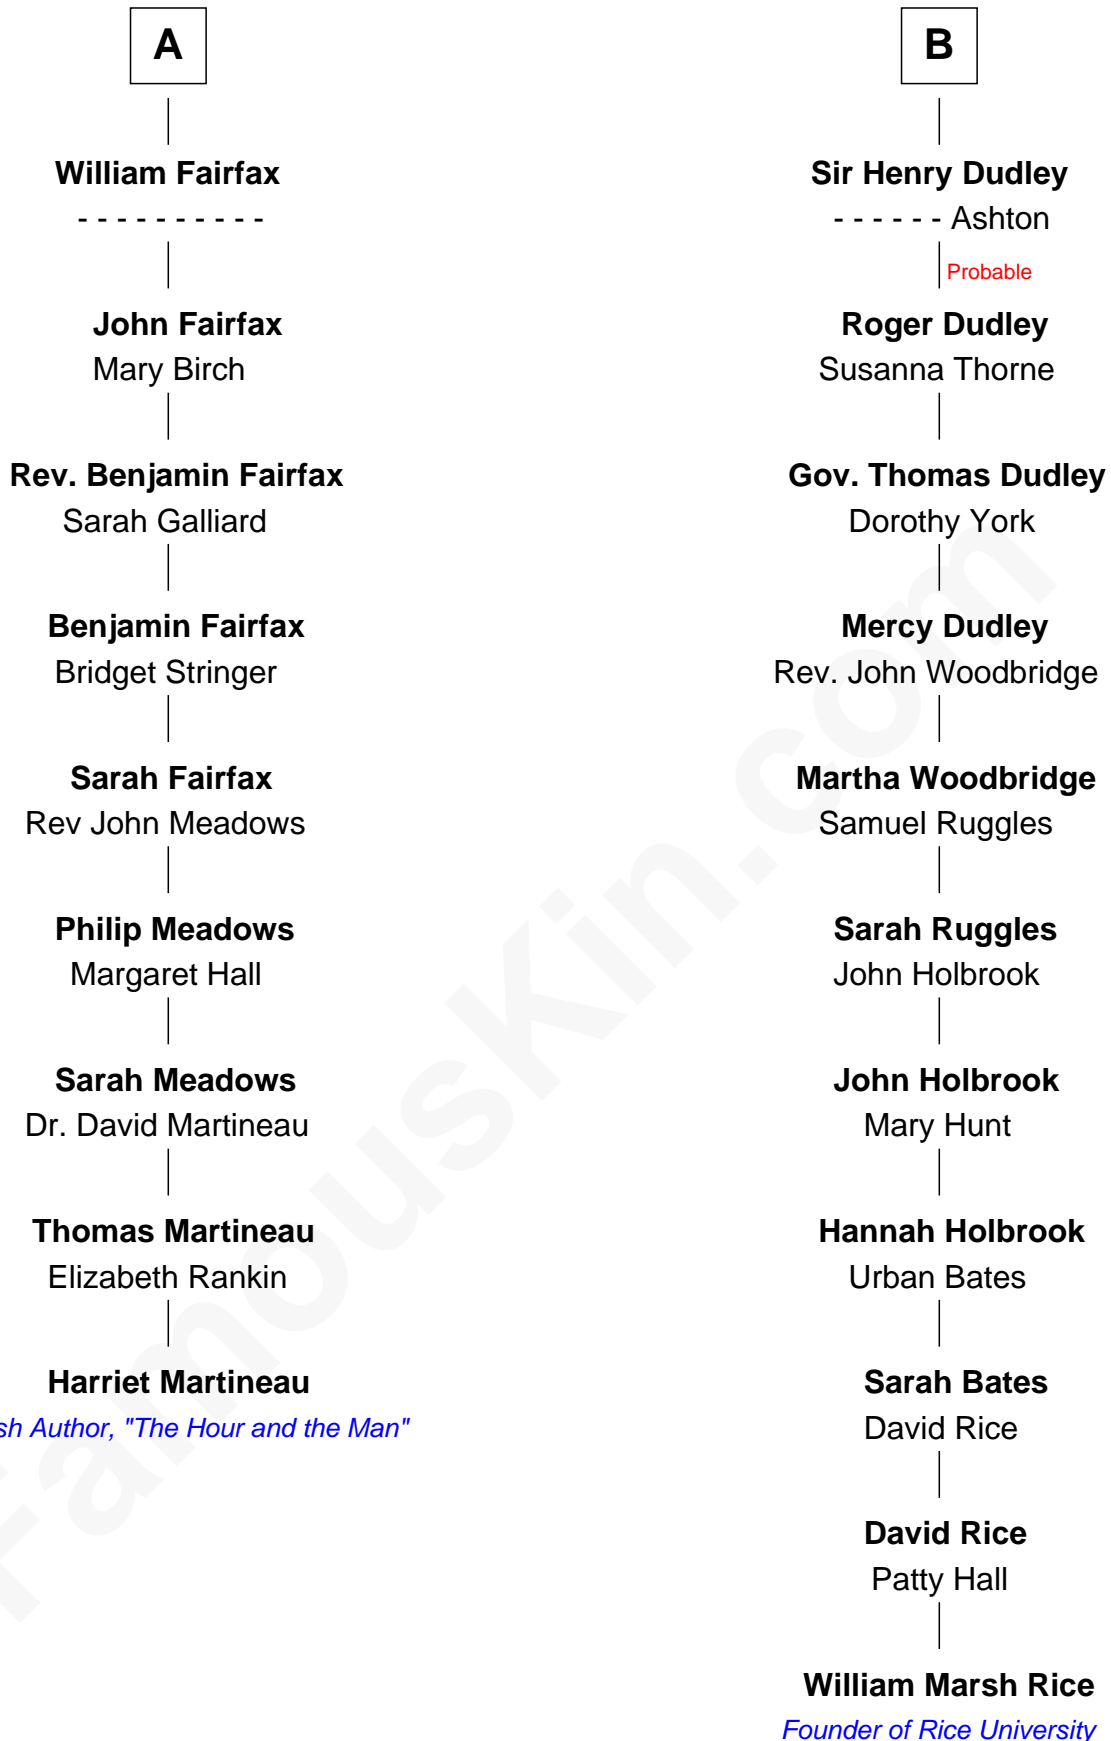 A
William Fairfax
- - - - - - - - - -
John Fairfax
Mary Birch
Rev. Benjamin Fairfax
Sarah Galliard
Benjamin Fairfax
Bridget Stringer
Sarah Fairfax
Rev John Meadows
Philip Meadows
Margaret Hall
Sarah Meadows
Dr. David Martineau
Thomas Martineau
Elizabeth Rankin
Harriet Martineau
sh Author, "The Hour and the Man"
B
Sir Henry Dudley
- - - - - - Ashton
Probable
Roger Dudley
Susanna Thorne
Gov. Thomas Dudley
Dorothy York
Mercy Dudley
Rev. John Woodbridge
Martha Woodbridge
Samuel Ruggles
Sarah Ruggles
John Holbrook
John Holbrook
Mary Hunt
Hannah Holbrook
Urban Bates
Sarah Bates
David Rice
David Rice
Patty Hall
William Marsh Rice
Founder of Rice University
FamousKin.com